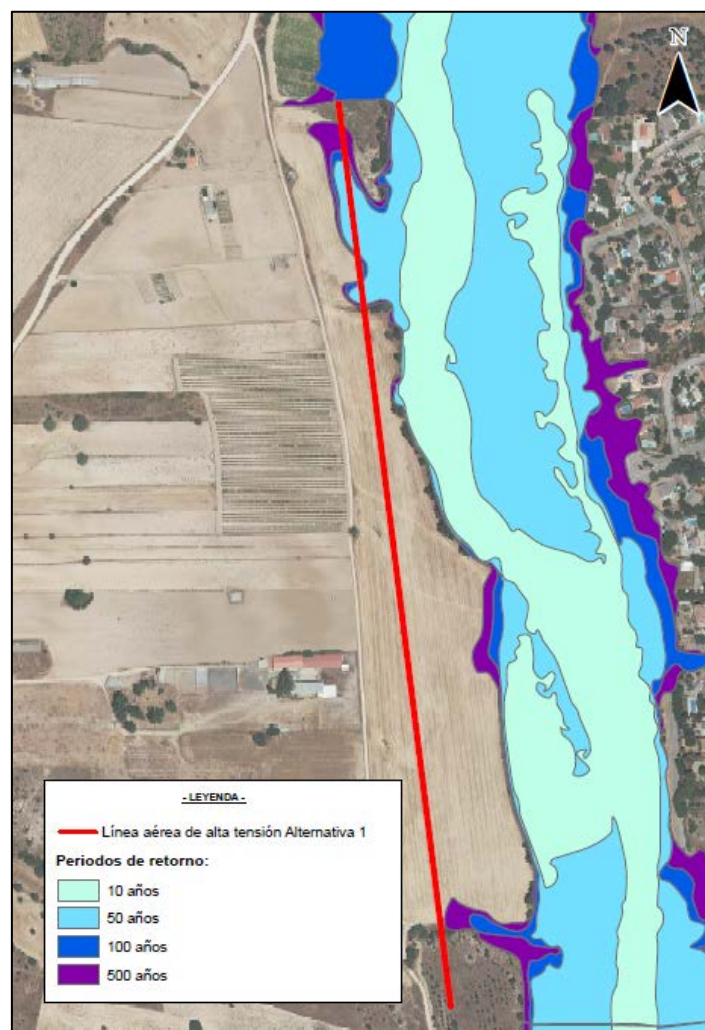 N
- LEYENDA -
Línea aérea de alta tensión Alternativa 1
Periodos de retorno:
10 años
50 años
100 años
500 años